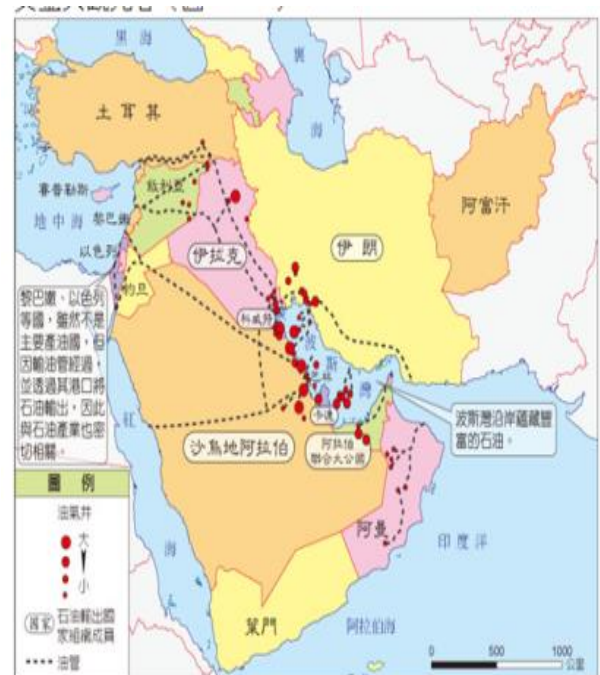 黑海
裏
海
土耳其
賽普勒斯
敘利亞
地中海
黎巴嫩
以色列
約旦
伊拉克
伊朗
阿富汗
科威特
波
斯
灣
巴林
卡達
黎巴嫩、以色列
等國，雖然不是
主要產油國，但
因輸油管經過，
並透過其港口將
石油輸出，因此
與石油產業也密
切相關。
波斯灣沿岸蘊藏豐
富的石油。
紅
海
沙烏地阿拉伯
阿拉伯
聯合大公國
阿曼
印度洋
葉門
阿拉伯海
圖例
油氣井
大
小
國家
石油輸出國
家組織成員
油管
0 500 1000
公里